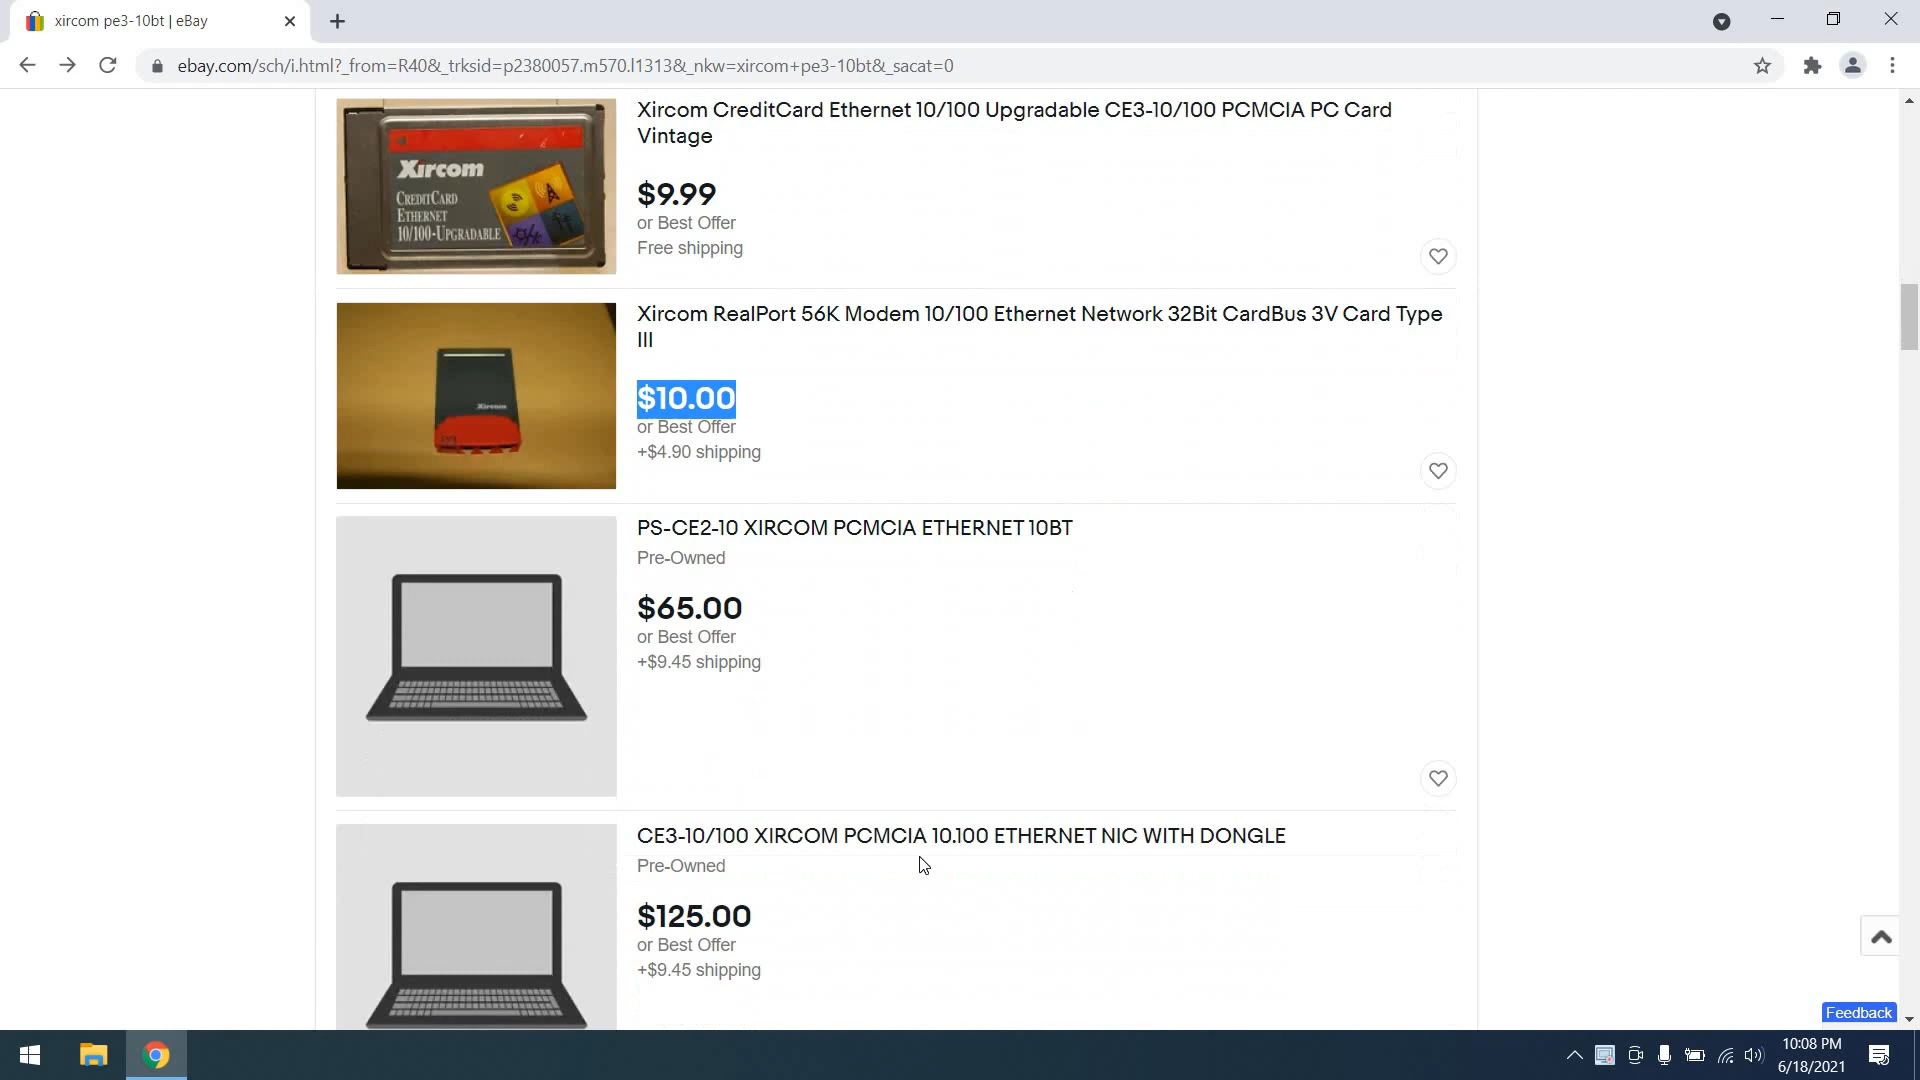 xircom pe3-10bt | eBay
ebay.com/sch/i.html?_from=R40&_trksid=p2380057.m570.l1313&_nkw=xircom+pe3-10bt&_sacat=0
Xircom
CREDITCARD
ETHERNET
10/100-UPGRADABLE
Xircom CreditCard Ethernet 10/100 Upgradable CE3-10/100 PCMCIA PC Card
Vintage
$9.99
or Best Offer
Free shipping
Xircom
Xircom RealPort 56K Modem 10/100 Ethernet Network 32Bit CardBus 3V Card Type
III
$10.00
or Best Offer
+$4.90 shipping
PS-CE2-10 XIRCOM PCMCIA ETHERNET 10BT
Pre-Owned
$65.00
or Best Offer
+$9.45 shipping
CE3-10/100 XIRCOM PCMCIA 10.100 ETHERNET NIC WITH DONGLE
Pre-Owned
$125.00
or Best Offer
+$9.45 shipping
Feedback
10:08 PM
6/18/2021